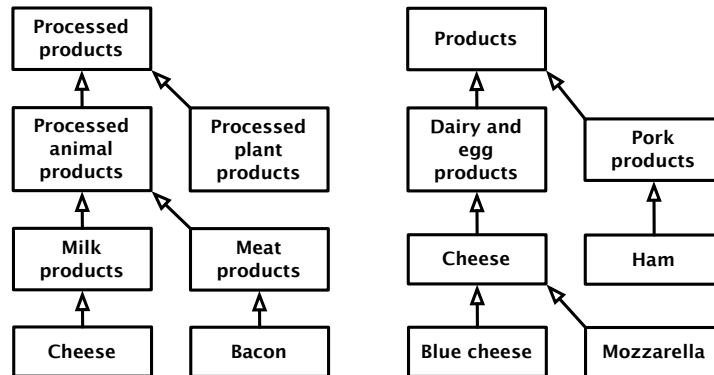 Processed
products
Processed
animal
products
Processed
plant
products
Milk
products
Meat
products
Cheese
Bacon
Products
Dairy and
egg
products
Pork
products
Cheese
Ham
Blue cheese
Mozzarella